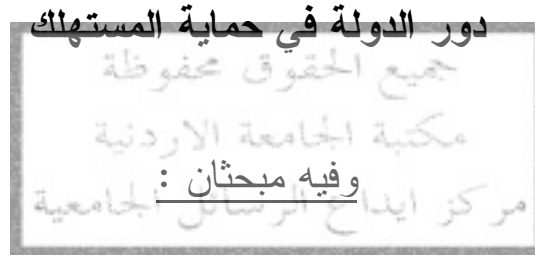 دور الدولة في حماية المستهلك
جميع الحقوق محفوظة
مكتبة الجامعة الاردنية
وفيه مبحثان :
مركز ايداع الرسائل الجامعية